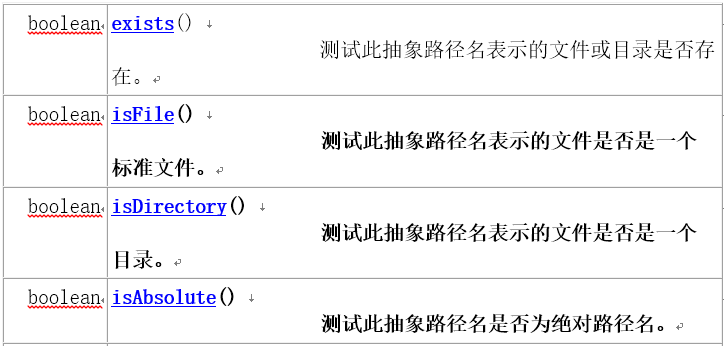 boolean exists()
测试此抽象路径名表示的文件或目录是否存
在。
boolean isFile()
测试此抽象路径名表示的文件是否是一个
标准文件。
boolean isDirectory()
测试此抽象路径名表示的文件是否是一个
目录。
boolean isAbsolute()
测试此抽象路径名是否为绝对路径名。